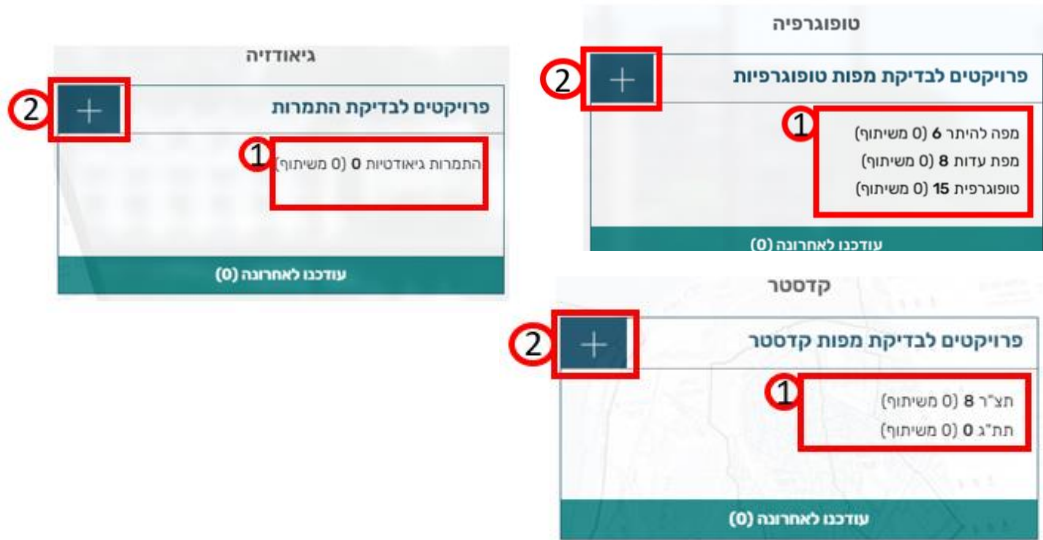 טופוגרפיה
2
+
פרויקטים לבדיקת מפות טופוגרפיות
1
מפה להיתר 6 (0 משיתוף)
מפת עדות 8 (0 משיתוף)
טופוגרפית 15 (0 משיתוף)
עודכנו לאחרונה (0)
גיאודזיה
2
+
פרויקטים לבדיקת התמרות
1
התמרות גיאודטיות 0 (0 משיתוף)
עודכנו לאחרונה (0)
קדסטר
2
+
פרויקטים לבדיקת מפות קדסטר
1
תצ"ר 8 (0 משיתוף)
תת"ג 0 (0 משיתוף)
עודכנו לאחרונה (0)